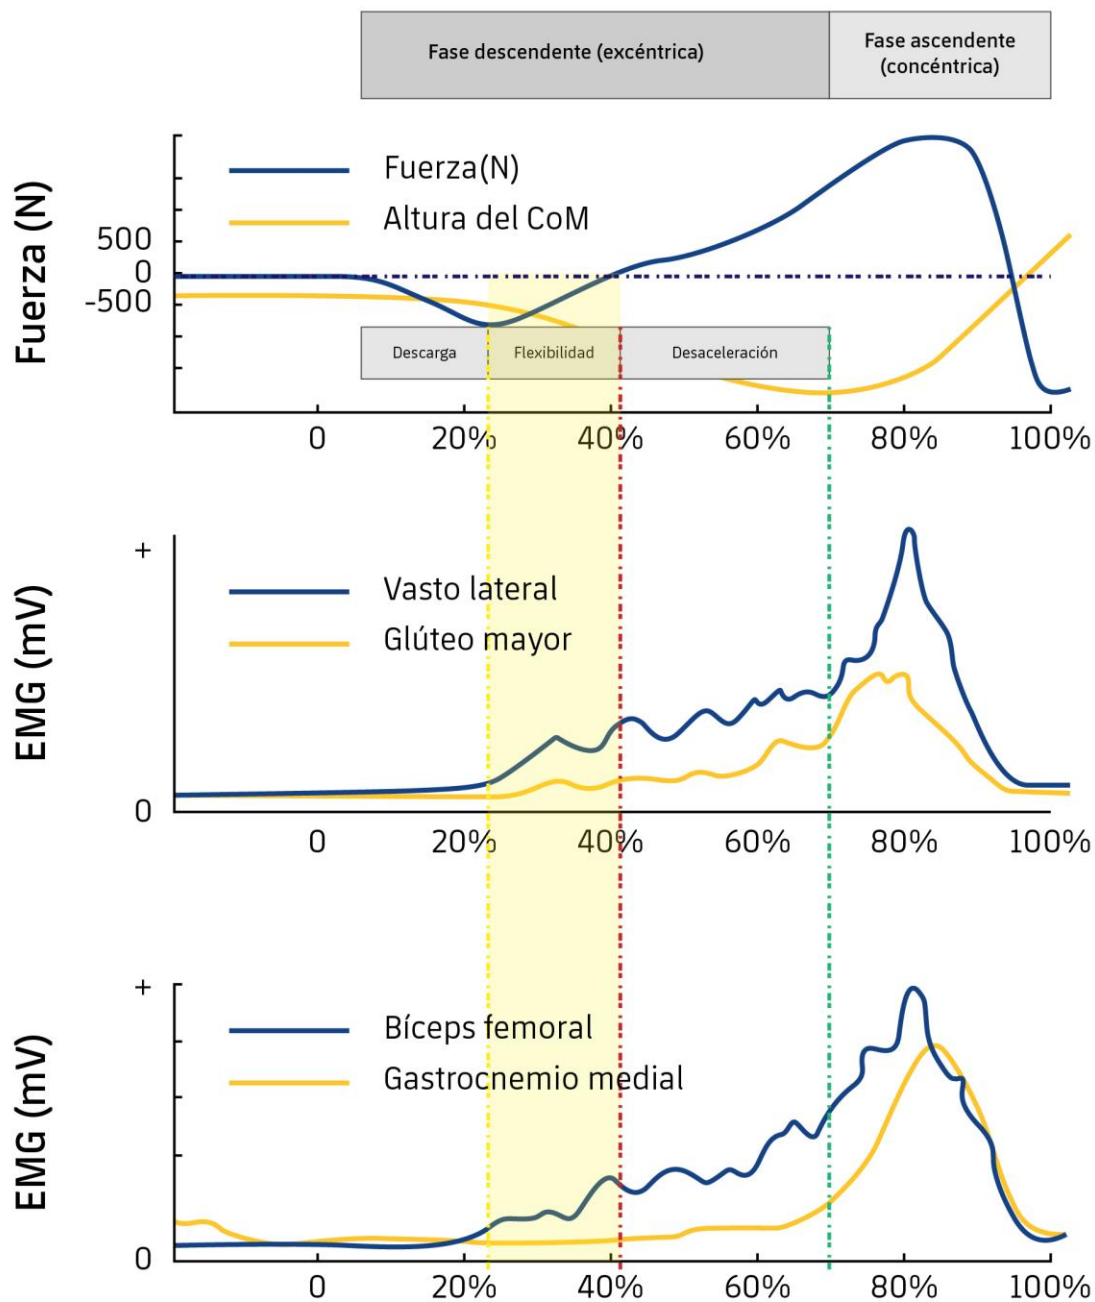 Fase descendente (excéntrica)
Fase ascendente
(concéntrica)
Fuerza (N)
Fuerza(N)
Altura del CoM
500
0
-500
Descarga
Flexibilidad
Desaceleración
0
20%
40%
60%
80%
100%
EMG (mV)
+
Vasto lateral
Glúteo mayor
0
0
20%
40%
60%
80%
100%
EMG (mV)
+
Bíceps femoral
Gastrocnemio medial
0
0
20%
40%
60%
80%
100%